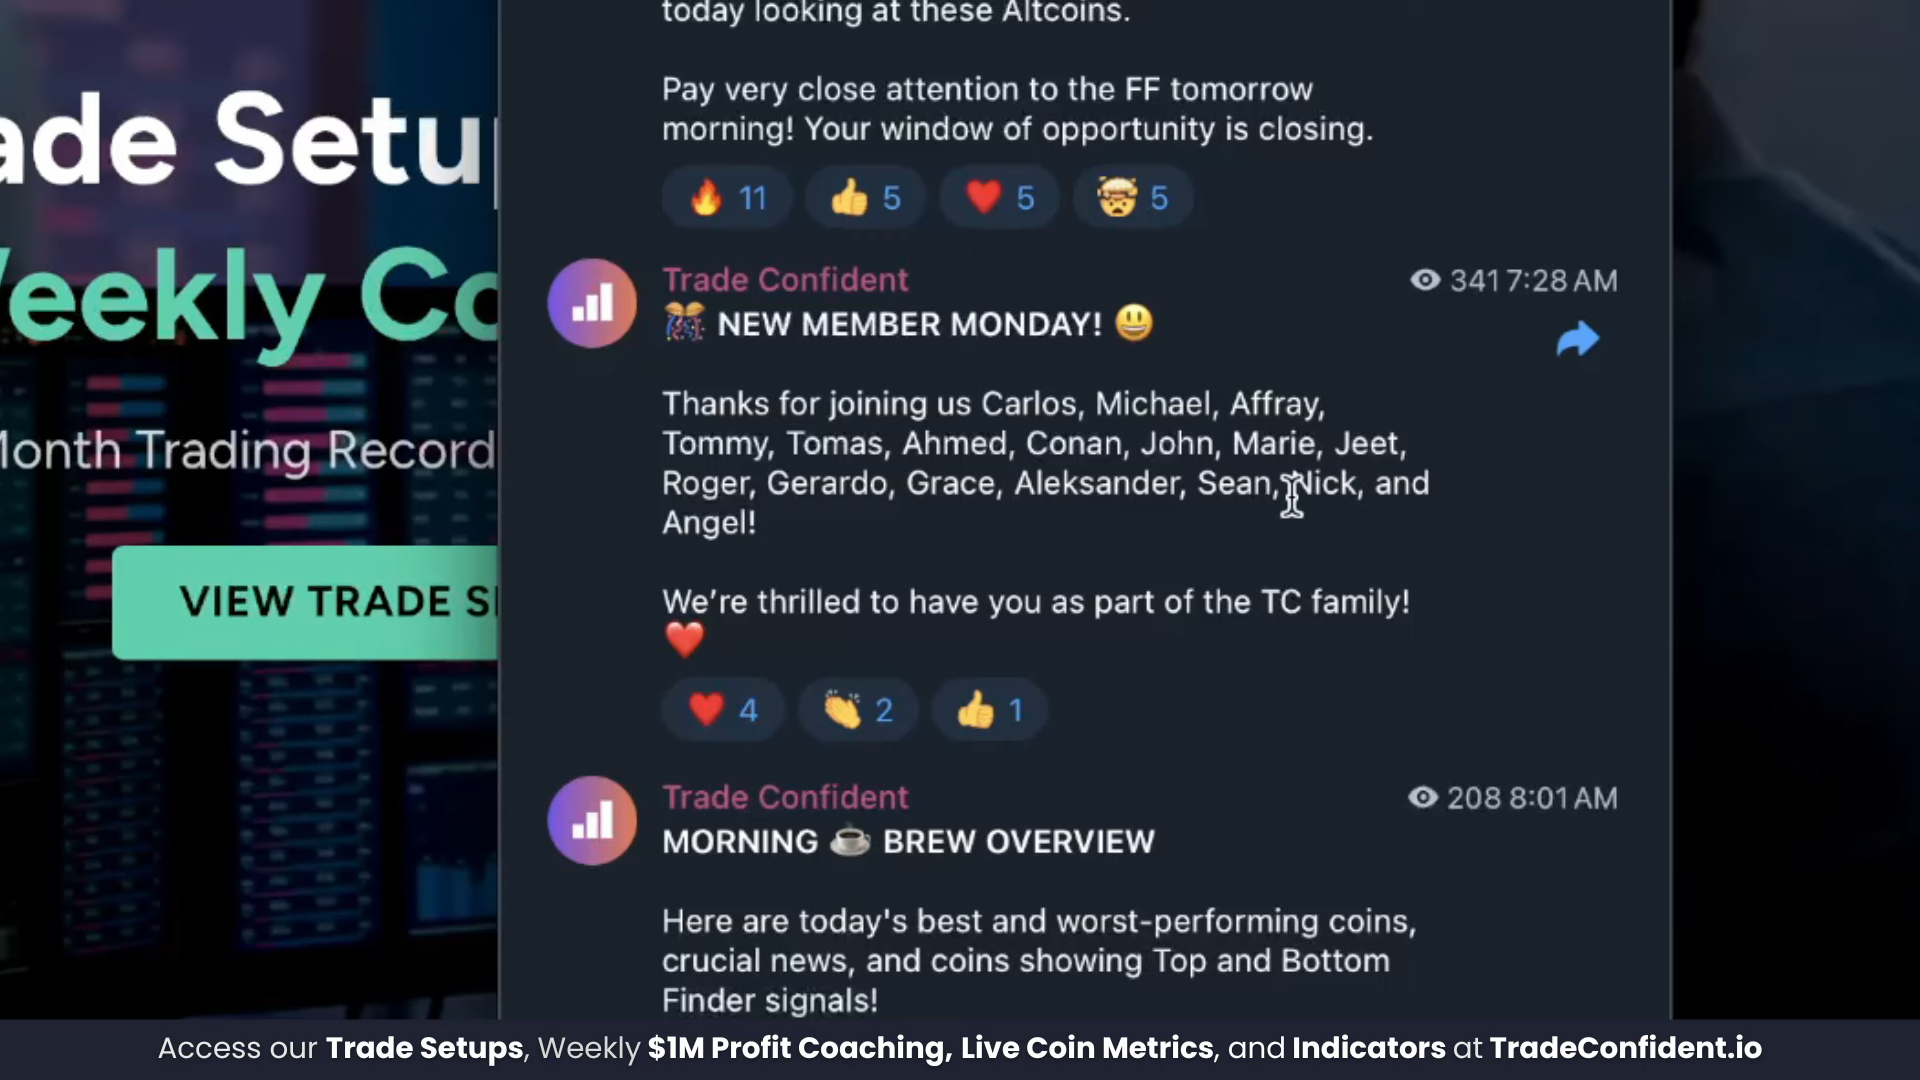 today looking at these Altcoins.
Pay very close attention to the FF tomorrow
morning! Your window of opportunity is closing.
🔥 11 👍 5 ❤️ 5 🤯 5
Trade Confident 341 7:28 AM
🎊 NEW MEMBER MONDAY! 😃
Thanks for joining us Carlos, Michael, Affray,
Tommy, Tomas, Ahmed, Conan, John, Marie, Jeet,
Roger, Gerardo, Grace, Aleksander, Sean, Nick, and
Angel!
We’re thrilled to have you as part of the TC family!
❤️
❤️ 4 👏 2 👍 1
Trade Confident 208 8:01 AM
MORNING ☕ BREW OVERVIEW
Here are today's best and worst-performing coins,
crucial news, and coins showing Top and Bottom
Finder signals!
ade Setup
eekly Co
Month Trading Record
VIEW TRADE S
Access our Trade Setups, Weekly $1M Profit Coaching, Live Coin Metrics, and Indicators at TradeConfident.io